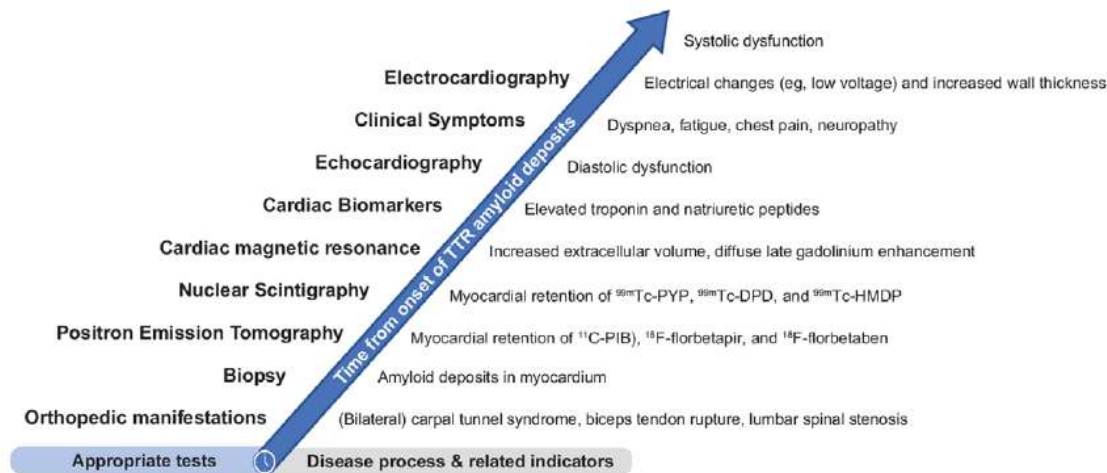 Systolic dysfunction
Electrocardiography Electrical changes (eg, low voltage) and increased wall thickness
Clinical Symptoms Dyspnea, fatigue, chest pain, neuropathy
Echocardiography Diastolic dysfunction
Cardiac Biomarkers Elevated troponin and natriuretic peptides
Cardiac magnetic resonance Increased extracellular volume, diffuse late gadolinium enhancement
Nuclear Scintigraphy Myocardial retention of ⁹⁹ᵐTc-PYP, ⁹⁹ᵐTc-DPD, and ⁹⁹ᵐTc-HMDP
Positron Emission Tomography Myocardial retention of ¹¹C-PIB), ¹⁸F-florbetapir, and ¹⁸F-florbetaben
Biopsy Amyloid deposits in myocardium
Orthopedic manifestations (Bilateral) carpal tunnel syndrome, biceps tendon rupture, lumbar spinal stenosis
Appropriate tests Disease process & related indicators
Time from onset of TTR amyloid deposits